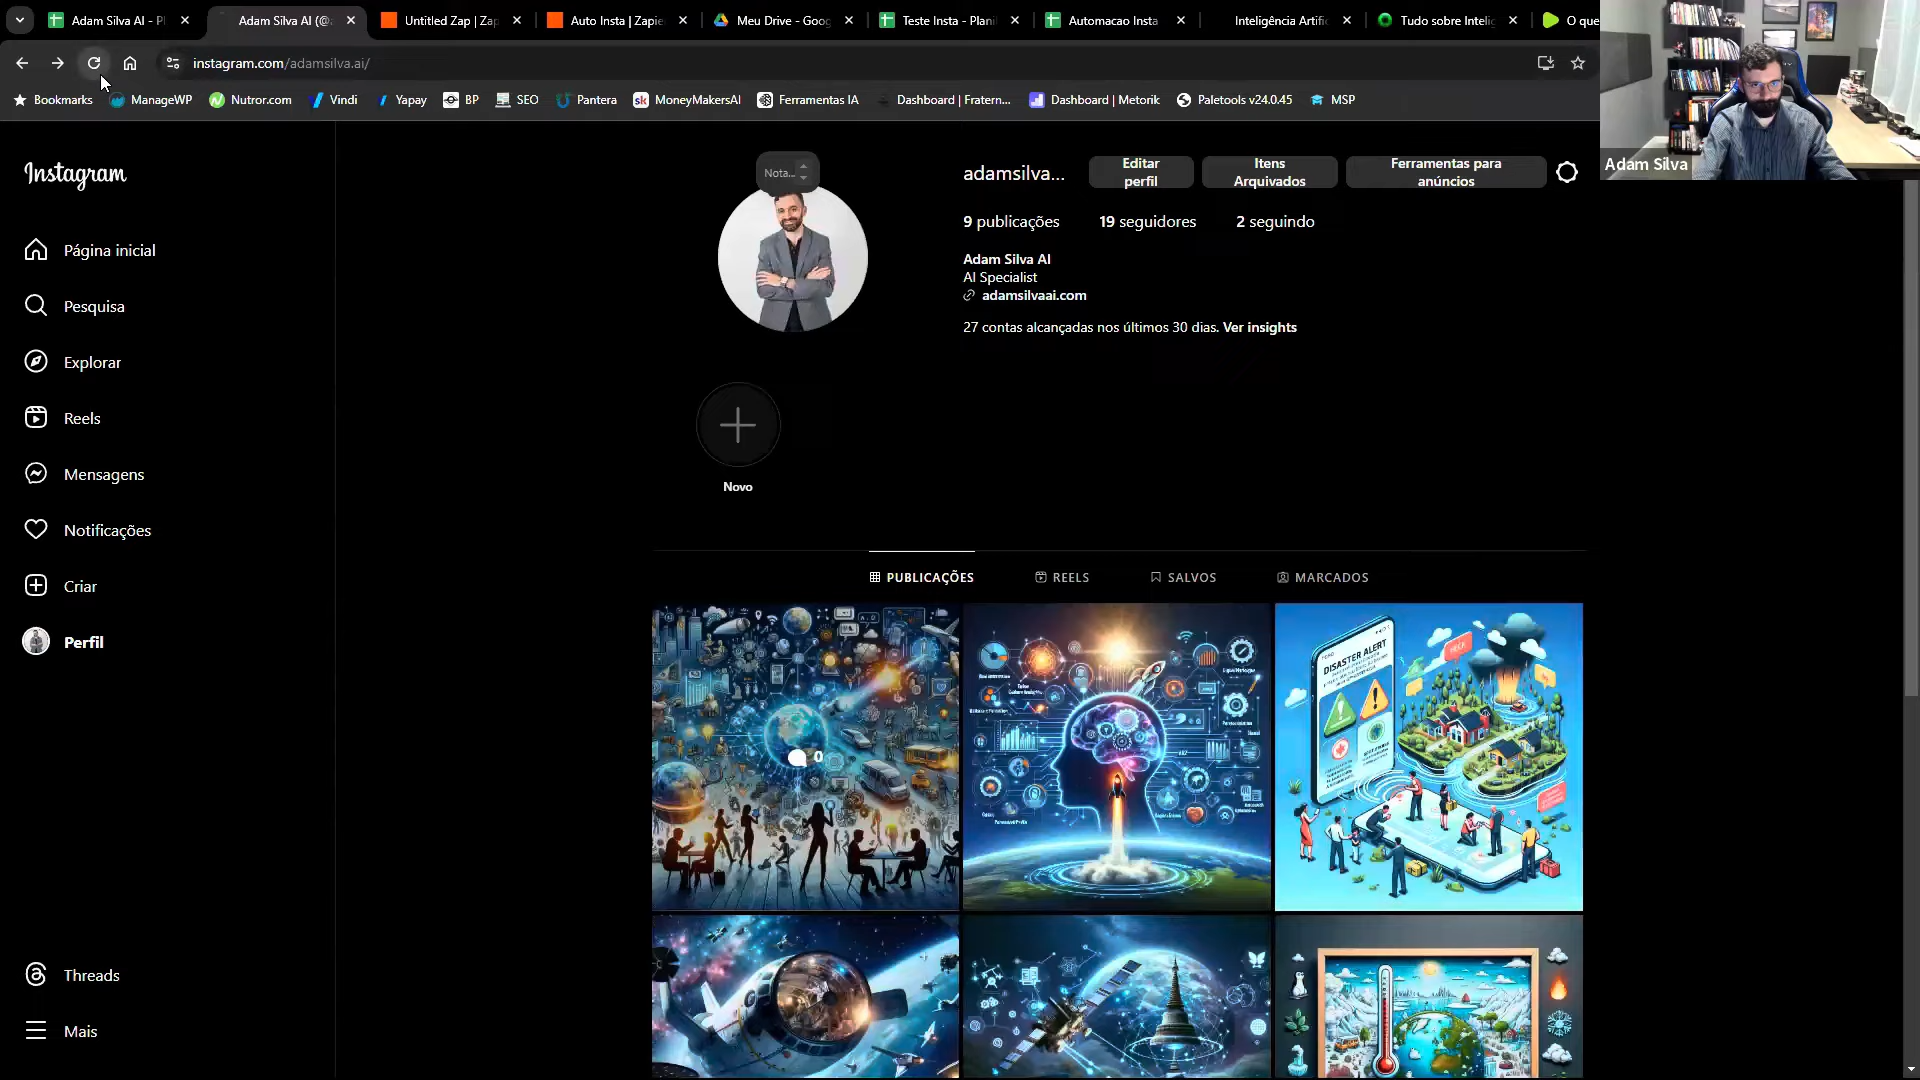 Adam Silva AI - Pl
Adam Silva AI (@a
Untitled Zap | Zap
Auto Insta | Zapie
Meu Drive - Goog
Teste Insta - Plani
Automacao Insta
Inteligência Artific
Tudo sobre Intelig
O que
instagram.com/adamsilva.ai/
Bookmarks
ManageWP
Nutror.com
Vindi
Yapay
BP
SEO
Pantera
sk MoneyMakersAI
Ferramentas IA
Dashboard | Fratern...
Dashboard | Metorik
Paletools v24.0.45
MSP
Adam Silva
Instagram
Página inicial
Pesquisa
Explorar
Reels
Mensagens
Notificações
Criar
Perfil
Threads
Mais
Nota...
adamsilva...
Editar perfil
Itens Arquivados
Ferramentas para anúncios
9 publicações
19 seguidores
2 seguindo
Adam Silva AI
AI Specialist
adamsilvaai.com
27 contas alcançadas nos últimos 30 dias. Ver insights
Novo
PUBLICAÇÕES
REELS
SALVOS
MARCADOS
0
DISASTER ALERT